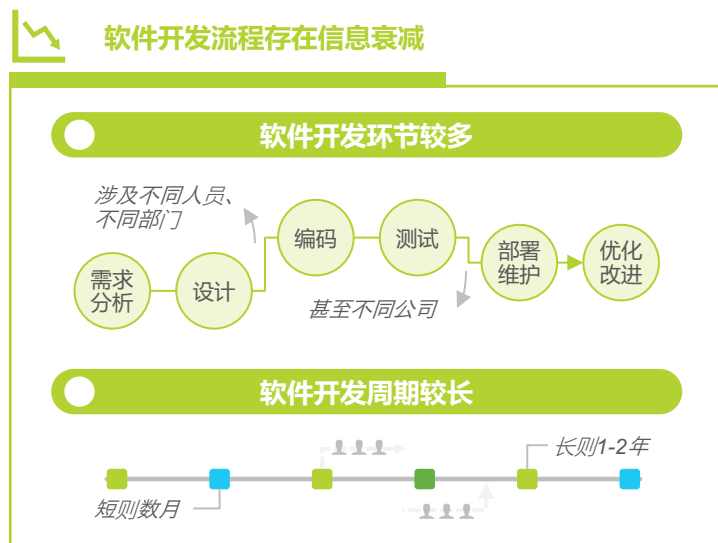 软件开发流程存在信息衰减
软件开发环节较多
涉及不同人员、
不同部门
需求
分析
设计
编码
测试
部署
维护
优化
改进
甚至不同公司
软件开发周期较长
长则1-2年
短则数月